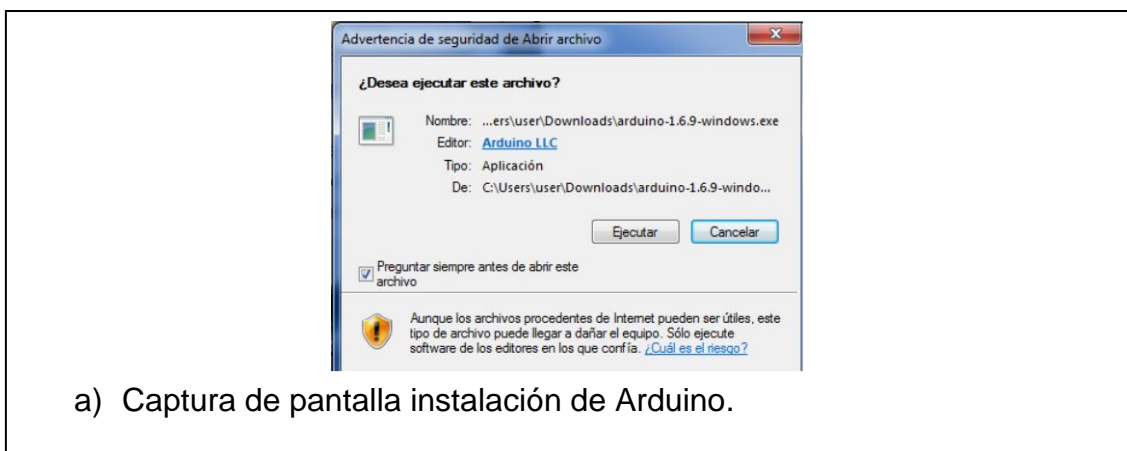 Advertencia de seguridad de Abrir archivo
¿Desea ejecutar este archivo?
Nombre: ...ers\user\Downloads\arduino-1.6.9-windows.exe
Editor: Arduino LLC
Tipo: Aplicación
De: C:\Users\user\Downloads\arduino-1.6.9-windo...
Ejecutar Cancelar
Preguntar siempre antes de abrir este
archivo
Aunque los archivos procedentes de Internet pueden ser útiles, este
tipo de archivo puede llegar a dañar el equipo. Sólo ejecute
software de los editores en los que confía. ¿Cuál es el riesgo?
a) Captura de pantalla instalación de Arduino.